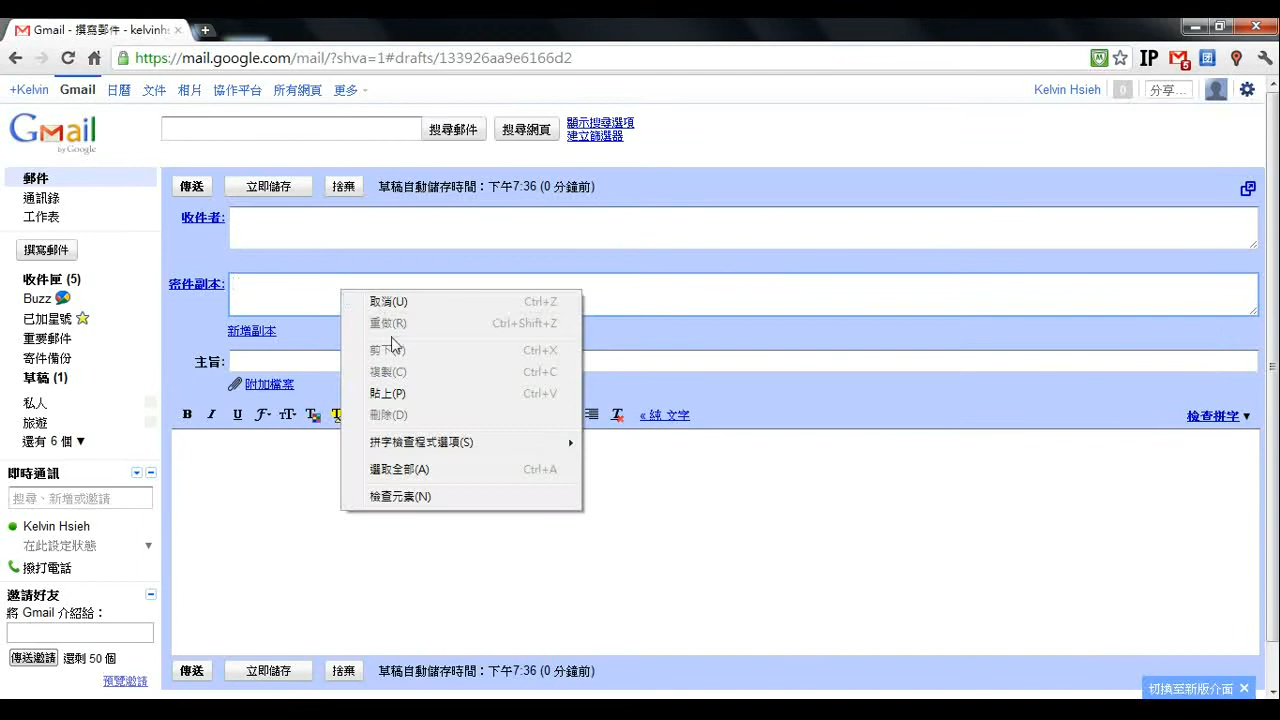 Gmail - 撰寫郵件 - kelvinhs
https://mail.google.com/mail/?shva=1#drafts/133926aa9e6166d2
IP
5
+Kelvin Gmail 日曆 文件 相片 協作平台 所有網頁 更多
Kelvin Hsieh 0 分享...
Gmail
by Google
搜尋郵件 搜尋網頁
顯示搜尋選項
建立篩選器
郵件
通訊錄
工作表
撰寫郵件
收件匣 (5)
Buzz
已加星號
重要郵件
寄件備份
草稿 (1)
私人
旅遊
還有 6 個▼
即時通訊
搜尋、新增或邀請
Kelvin Hsieh
在此設定狀態
撥打電話
邀請好友
將 Gmail 介紹給：
傳送邀請 還剩 50 個
預覽邀請
傳送 立即儲存 捨棄 草稿自動儲存時間：下午7:36 (0 分鐘前)
收件者:
密件副本:
新增副本
主旨:
附加檔案
B I U
« 純文字
檢查拼字▼
取消(U) Ctrl+Z
重做(R) Ctrl+Shift+Z
剪下(T) Ctrl+X
複製(C) Ctrl+C
貼上(P) Ctrl+V
刪除(D)
拼字檢查程式選項(S)
選取全部(A) Ctrl+A
檢查元素(N)
傳送 立即儲存 捨棄 草稿自動儲存時間：下午7:36 (0 分鐘前)
切換至新版介面